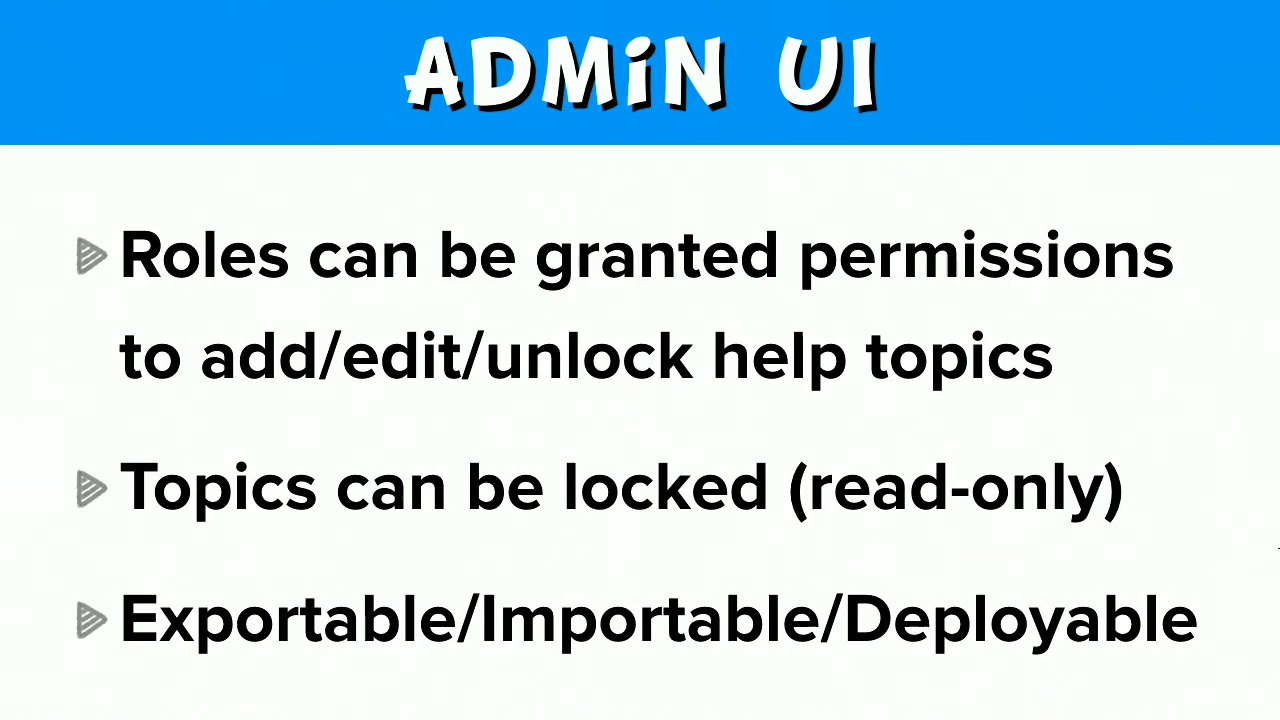 ADMiN UI
Roles can be granted permissions
to add/edit/unlock help topics
Topics can be locked (read-only)
Exportable/Importable/Deployable